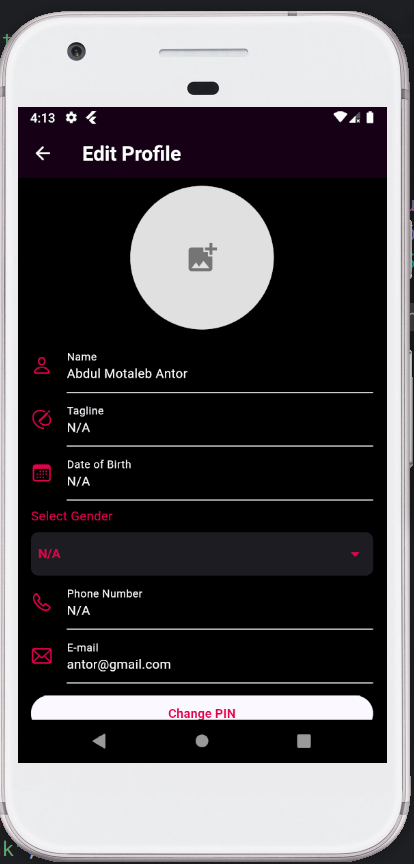 4:13
Edit Profile
Name
Abdul Motaleb Antor
Tagline
N/A
Date of Birth
N/A
Select Gender
N/A
Phone Number
N/A
E-mail
antor@gmail.com
Change PIN
k